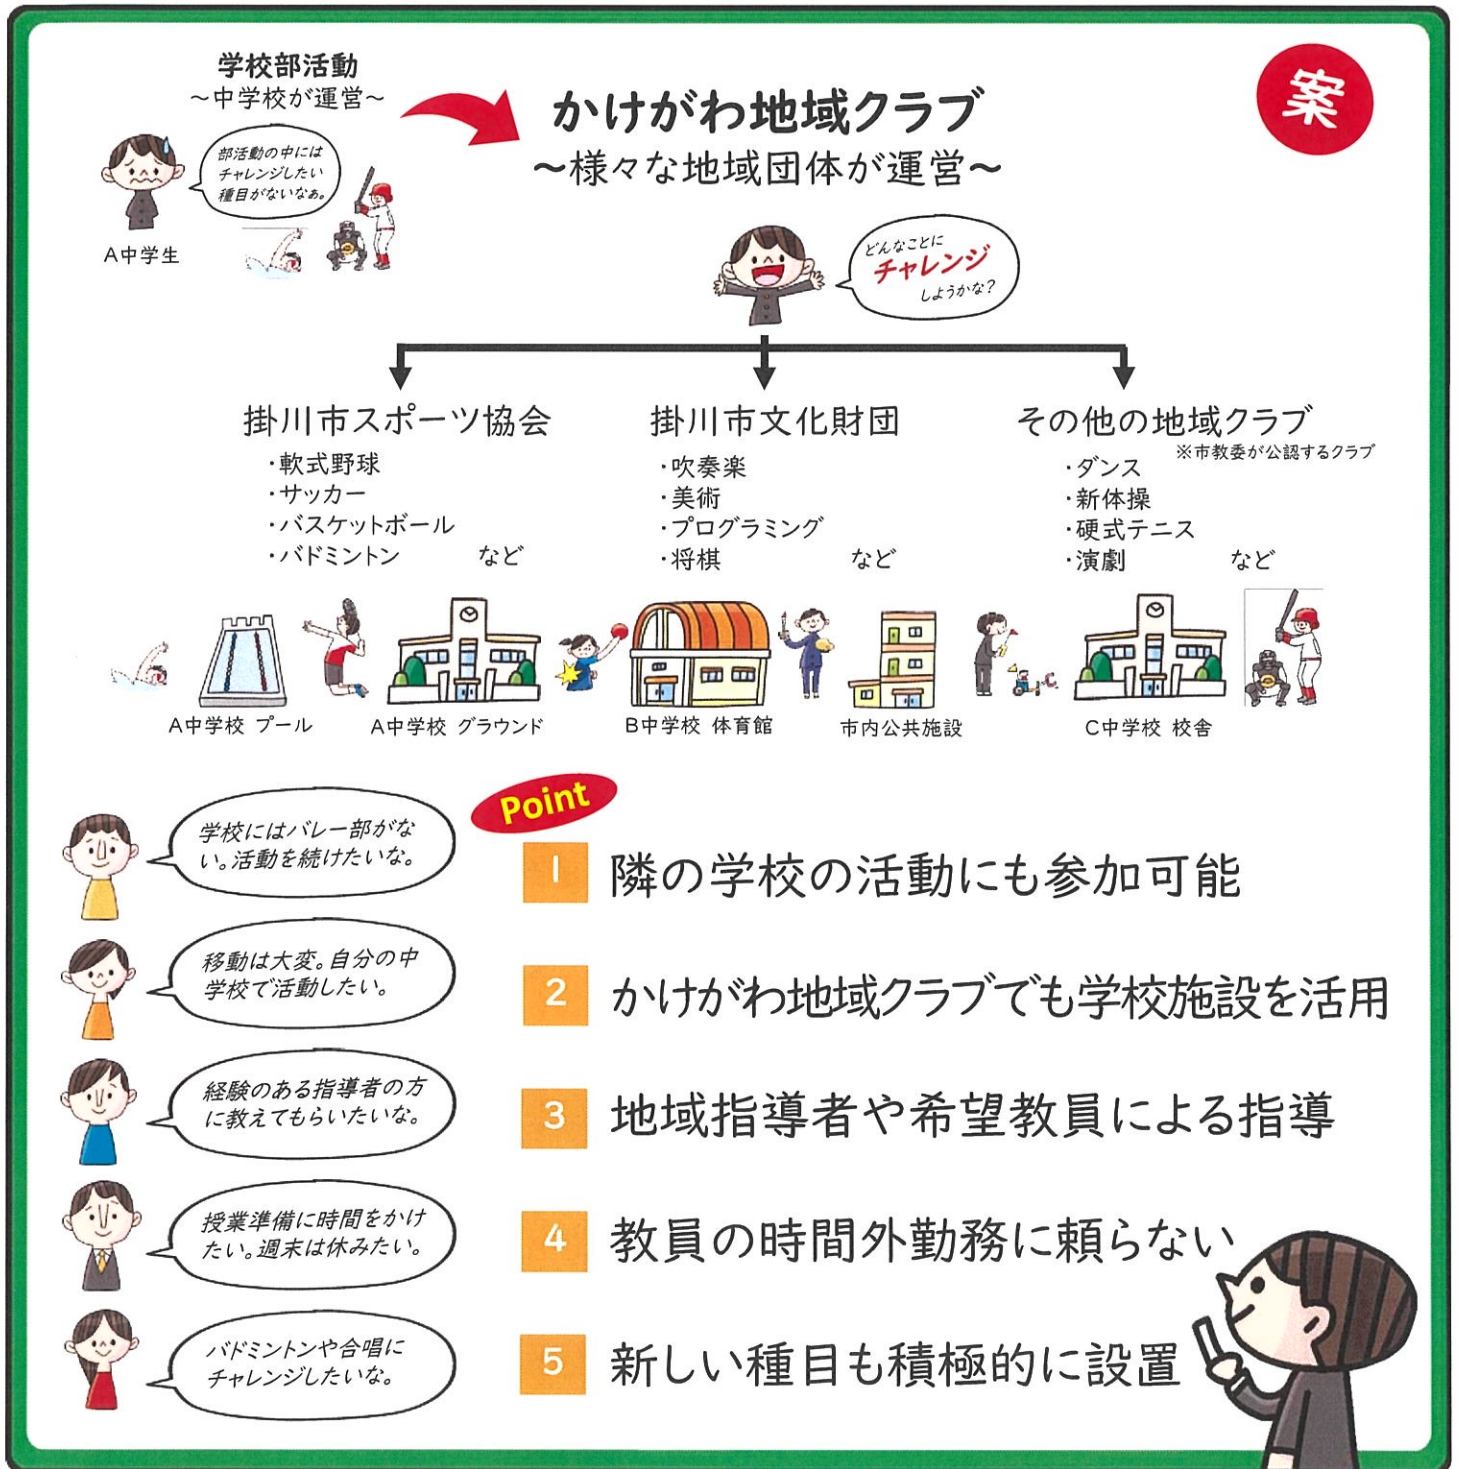 学校部活動
～中学校が運営～
部活動の中には
チャレンジしたい
種目がないなぁ。
A中学生
かけがわ地域クラブ
～様々な地域団体が運営～
案
どんなことに
チャレンジ
しようかな？
掛川市スポーツ協会
・軟式野球
・サッカー
・バスケットボール
・バドミントン など
掛川市文化財団
・吹奏楽
・美術
・プログラミング
・将棋 など
その他の地域クラブ
※市教委が公認するクラブ
・ダンス
・新体操
・硬式テニス
・演劇 など
A中学校 プール
A中学校 グラウンド
B中学校 体育館
市内公共施設
C中学校 校舎
Point
学校にはバレー部がな
い。活動を続けたいな。
1 隣の学校の活動にも参加可能
移動は大変。自分の中
学校で活動したい。
2 かけがわ地域クラブでも学校施設を活用
経験のある指導者の方
に教えてもらいたいな。
3 地域指導者や希望教員による指導
授業準備に時間をかけ
たい。週末は休みたい。
4 教員の時間外勤務に頼らない
バドミントンや合唱に
チャレンジしたいな。
5 新しい種目も積極的に設置